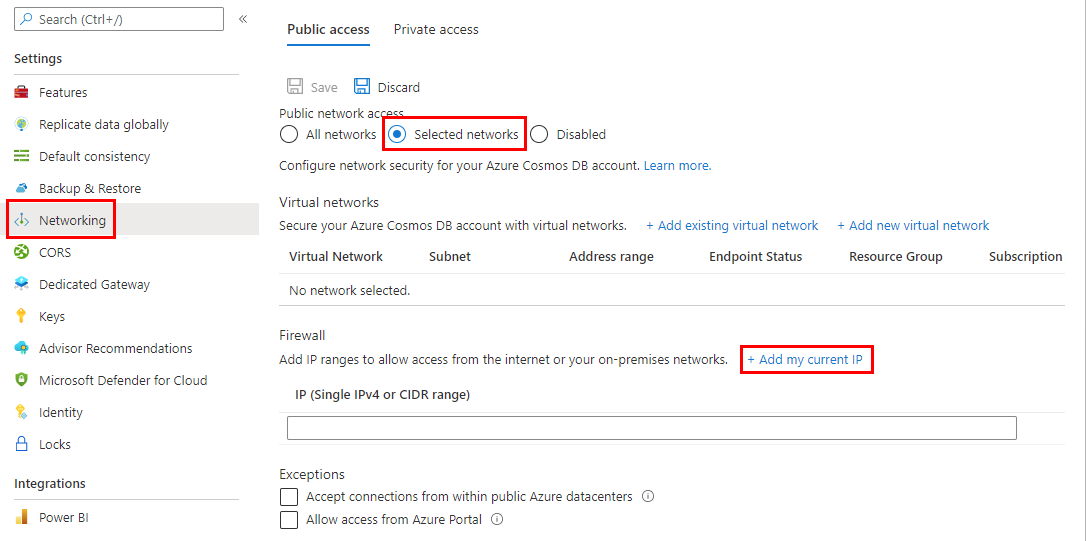 Search (Ctrl+/) «
Settings
Features
Replicate data globally
Default consistency
Backup & Restore
Networking
CORS
Dedicated Gateway
Keys
Advisor Recommendations
Microsoft Defender for Cloud
Identity
Locks
Integrations
Power BI
Public access Private access
Save Discard
Public network access
All networks Selected networks Disabled
Configure network security for your Azure Cosmos DB account. Learn more.
Virtual networks
Secure your Azure Cosmos DB account with virtual networks. + Add existing virtual network + Add new virtual network
Virtual Network Subnet Address range Endpoint Status Resource Group Subscription
No network selected.
Firewall
Add IP ranges to allow access from the internet or your on-premises networks. + Add my current IP
IP (Single IPv4 or CIDR range)
Exceptions
Accept connections from within public Azure datacenters
Allow access from Azure Portal